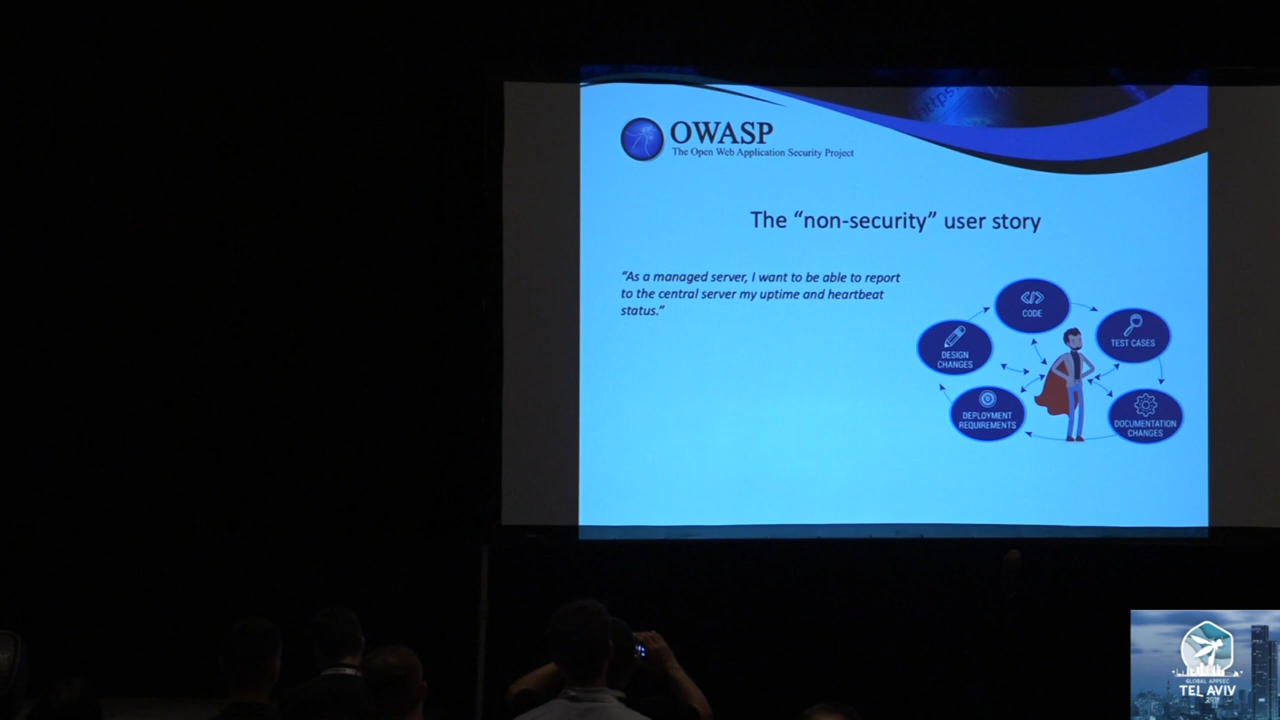 https
OWASP
The Open Web Application Security Project
The “non-security” user story
“As a managed server, I want to be able to report
to the central server my uptime and heartbeat
status.”
CODE
TEST CASES
DESIGN
CHANGES
DEPLOYMENT
REQUIREMENTS
DOCUMENTATION
CHANGES
GLOBAL APPSEC
TEL AVIV